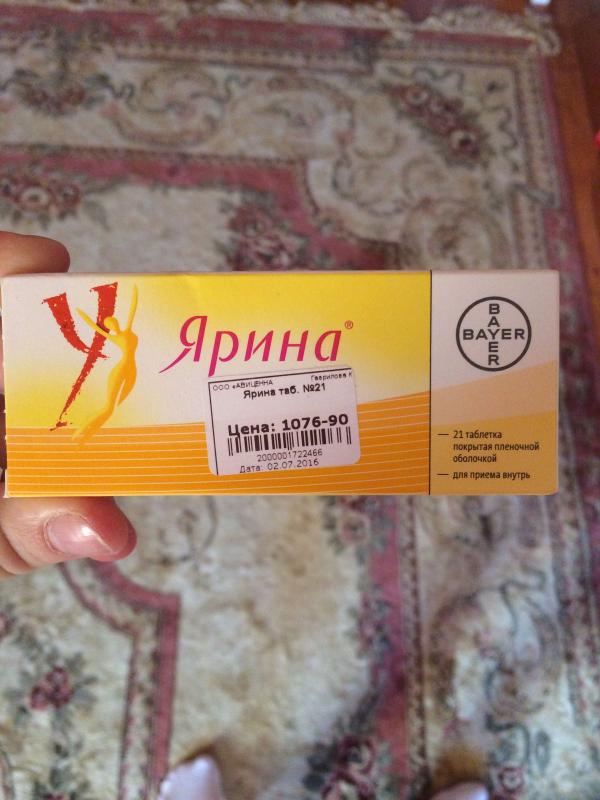 Ярина®
BAYER
BAYER
ООО «АВИЦЕННА Гаврилова К
Ярина таб. №21
Цена: 1076-90
2000001722466
Дата: 02.07.2016
— 21 таблетка
покрытая пленочной
оболочкой
— для приема внутрь